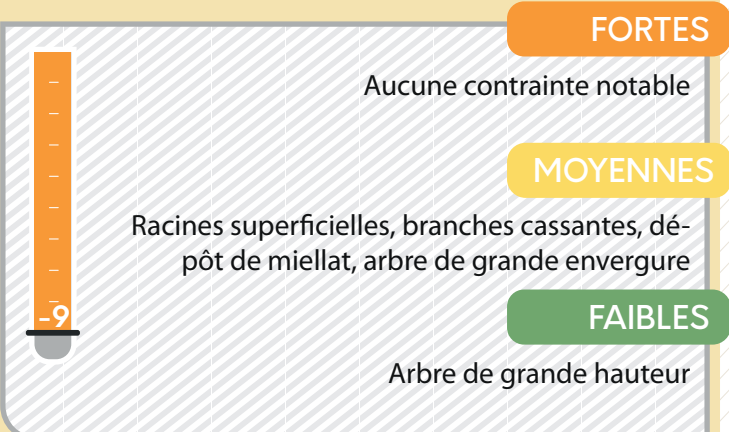 FORTES
Aucune contrainte notable
MOYENNES
Racines superficielles, branches cassantes, dé-
pôt de miellat, arbre de grande envergure
-9
FAIBLES
Arbre de grande hauteur